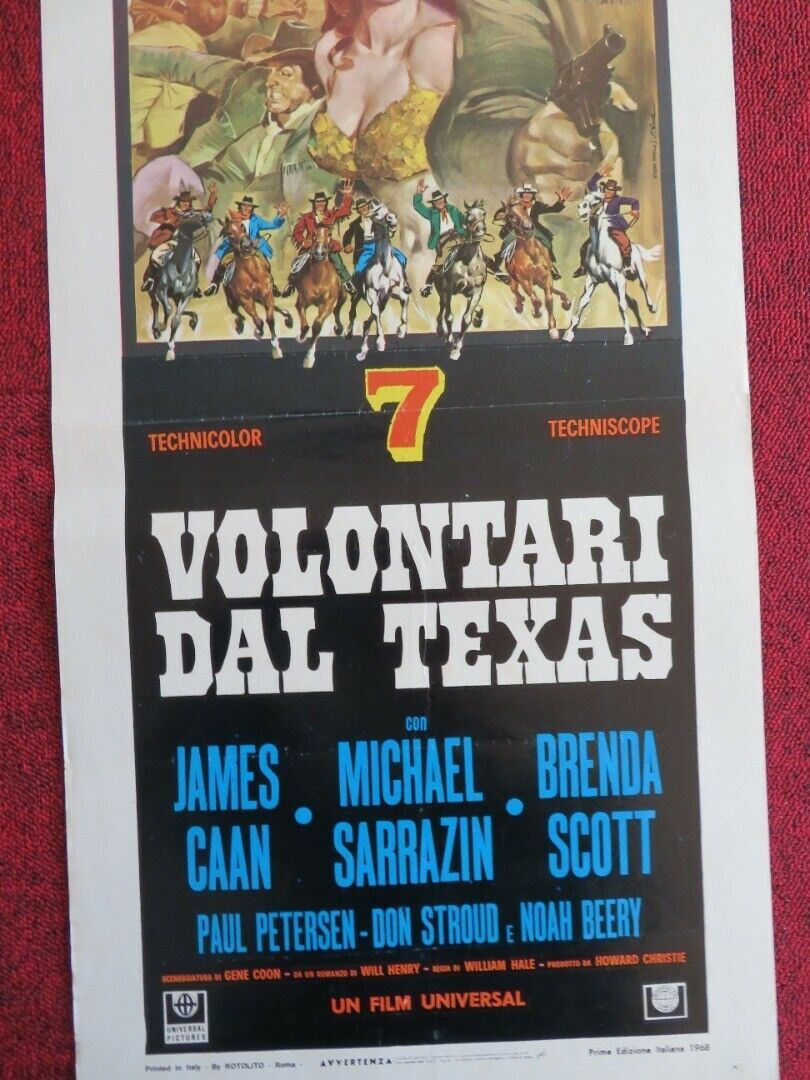 7
TECHNICOLOR TECHNISCOPE
VOLONTARI
DAL TEXAS
con
JAMES CAAN • MICHAEL SARRAZIN • BRENDA SCOTT
PAUL PETERSEN - DON STROUD E NOAH BEERY
SCENEGGIATURA DI GENE COON - DA UN ROMANZO DI WILL HENRY - REGIA DI WILLIAM HALE - PRODOTTO DA HOWARD CHRISTIE
UN FILM UNIVERSAL
UNIVERSAL
PICTURES
Printed in Italy - By ROTOLITO - Roma - AVVERTENZA Prima Edizione Italiana 1968